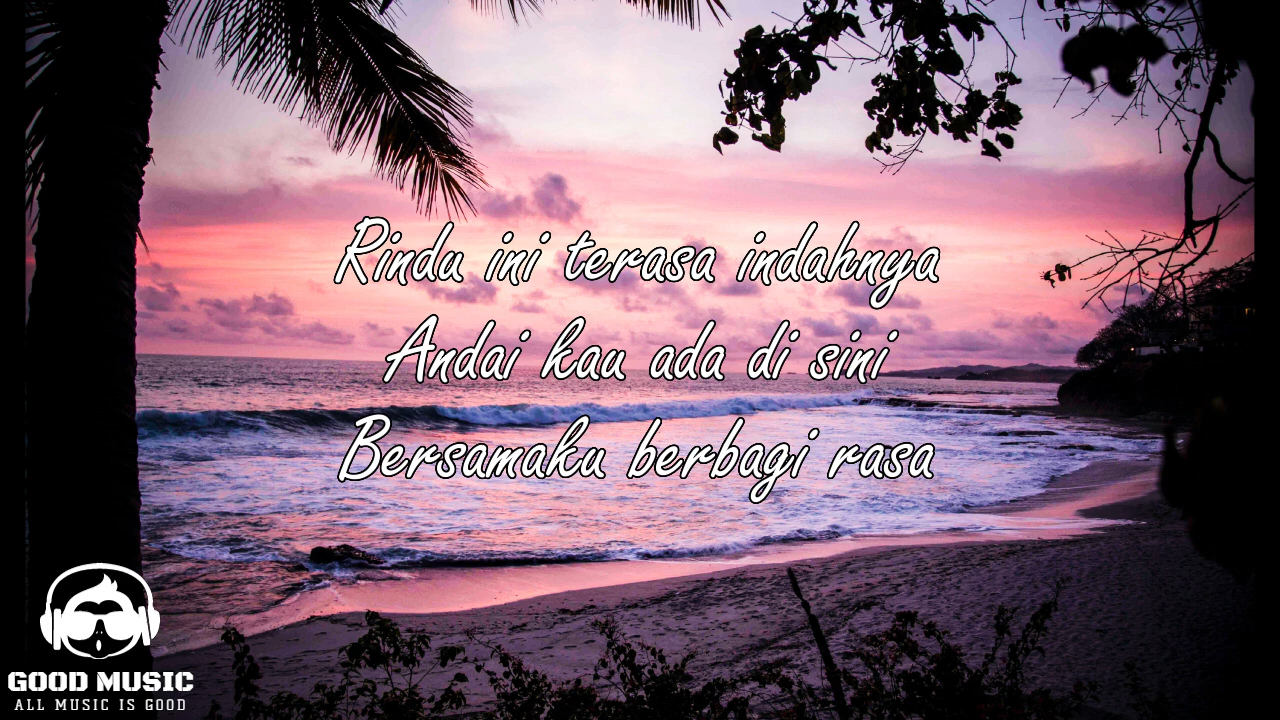 Rindu ini terasa indahnya
Andai kau ada di sini
Bersamaku berbagi rasa
GOOD MUSIC
ALL MUSIC IS GOOD